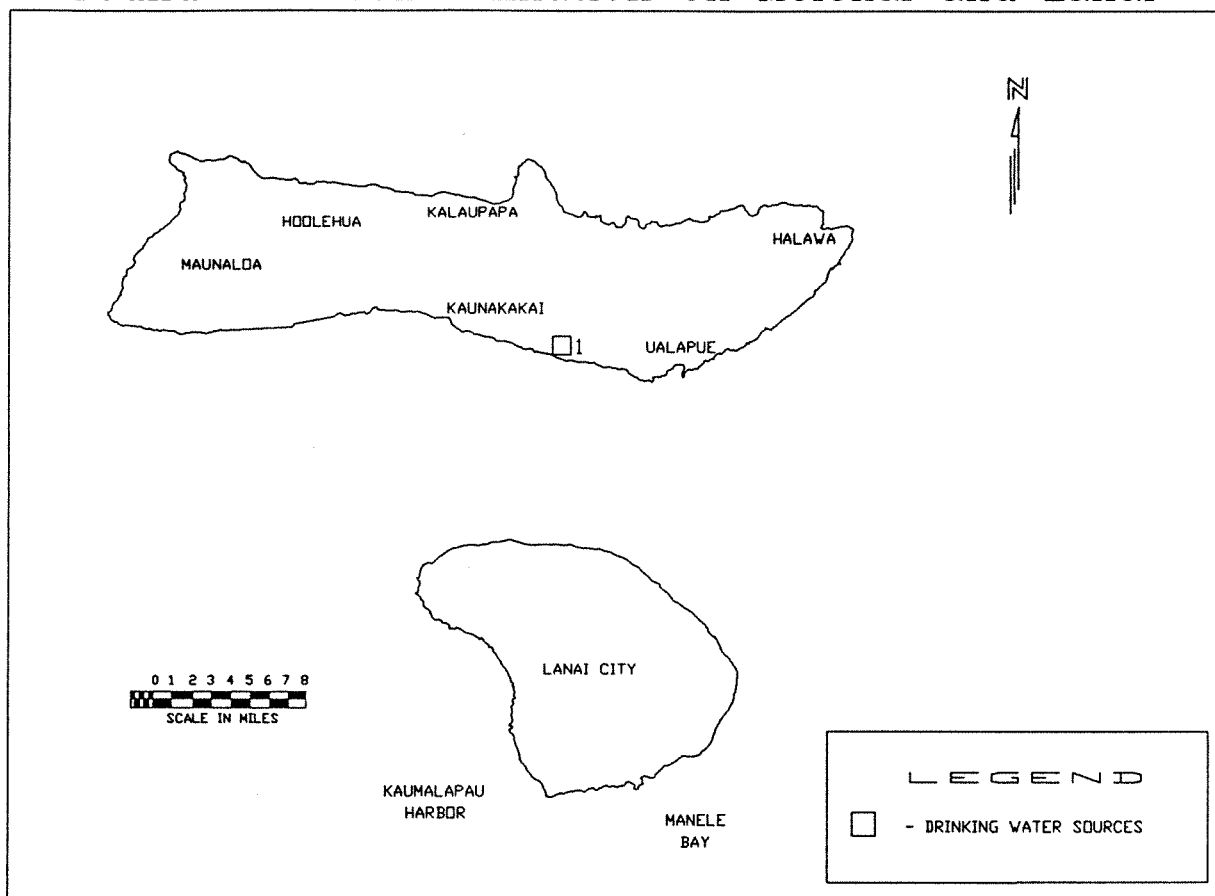 N
HOOLEHUA
KALAUPAPA
HALAWA
MAUNALOA
KAUNAKAKAI
1
UALAPUE
LANAI CITY
0 1 2 3 4 5 6 7 8
SCALE IN MILES
KAUMALAPAU
HARBOR
MANELE
BAY
LEGEND
- DRINKING WATER SOURCES